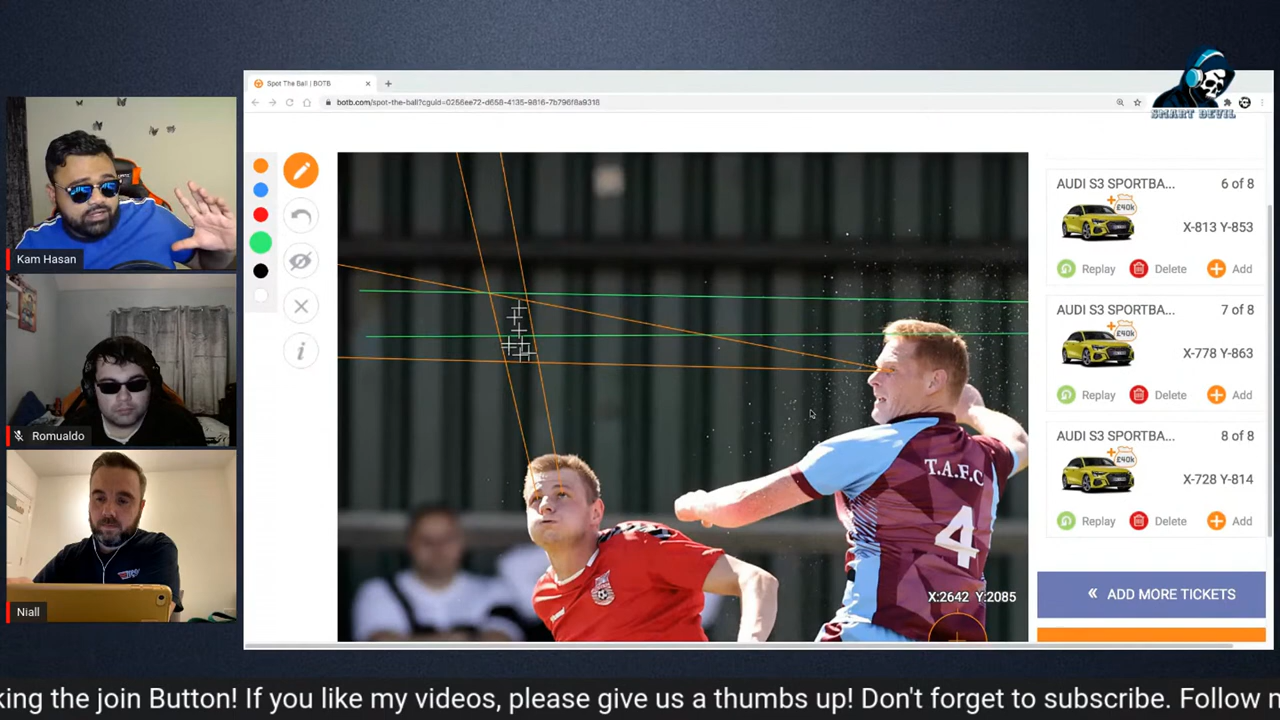 Spot The Ball | BOTB
botb.com/spot-the-ball?cguid=0256ee72-d658-4135-9816-7b796f8a9318
SMART DEVIL
Kam Hasan
Romualdo
Niall
AUDI S3 SPORTBA... 6 of 8
£40k
X-813 Y-853
Replay Delete Add
AUDI S3 SPORTBA... 7 of 8
£40k
X-778 Y-863
Replay Delete Add
AUDI S3 SPORTBA... 8 of 8
£40k
X-728 Y-814
Replay Delete Add
« ADD MORE TICKETS
T.A.F.C
4
X:2642 Y:2085
i
king the join Button! If you like my videos, please give us a thumbs up! Don't forget to subscribe. Follow